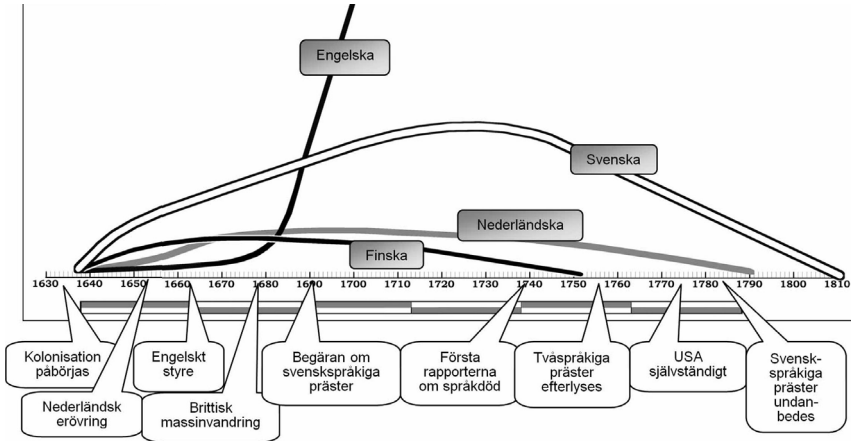 Engelska
Svenska
Nederländska
Finska
1630 1640 1650 1660 1670 1680 1690 1700 1710 1720 1730 1740 1750 1760 1770 1780 1790 1800 1810
Kolonisation
påbörjas
Engelskt
styre
Begäran om
svenskspråkiga
präster
Första
rapporterna
om språkdöd
Tvåspråkiga
präster
efterlyses
USA
självständigt
Svensk-
språkiga
präster
undan-
bedes
Nederländsk
erövring
Brittisk
massinvandring